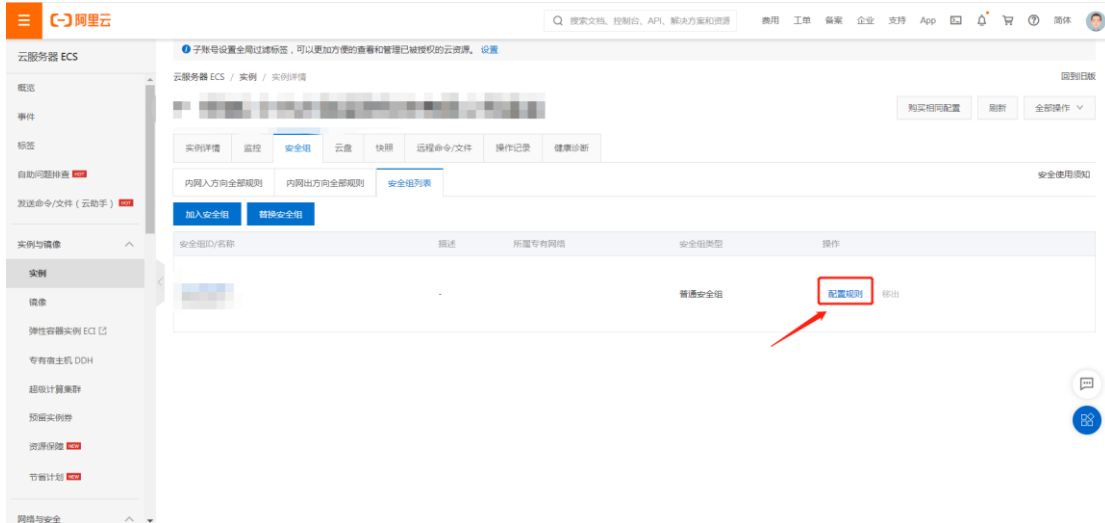 阿里云
搜索文档、控制台、API、解决方案和资源
费用 工单 备案 企业 支持 App 简体
云服务器 ECS
子账号设置全局过滤标签，可以更加方便的查看和管理已被授权的云资源。 设置
概览
事件
标签
自助问题排查 HOT
发送命令/文件（云助手） HOT
实例与镜像
实例
镜像
弹性容器实例 ECI
专有宿主机 DDH
超级计算集群
预留实例券
资源保障 NEW
节省计划 NEW
网络与安全
云服务器 ECS / 实例 / 实例详情
回到旧版
购买相同配置 刷新 全部操作
实例详情 监控 安全组 云盘 快照 远程命令/文件 操作记录 健康诊断
内网入方向全部规则 内网出方向全部规则 安全组列表
安全使用须知
加入安全组 替换安全组
安全组ID/名称 描述 所属专有网络 安全组类型 操作
- 普通安全组 配置规则 移出